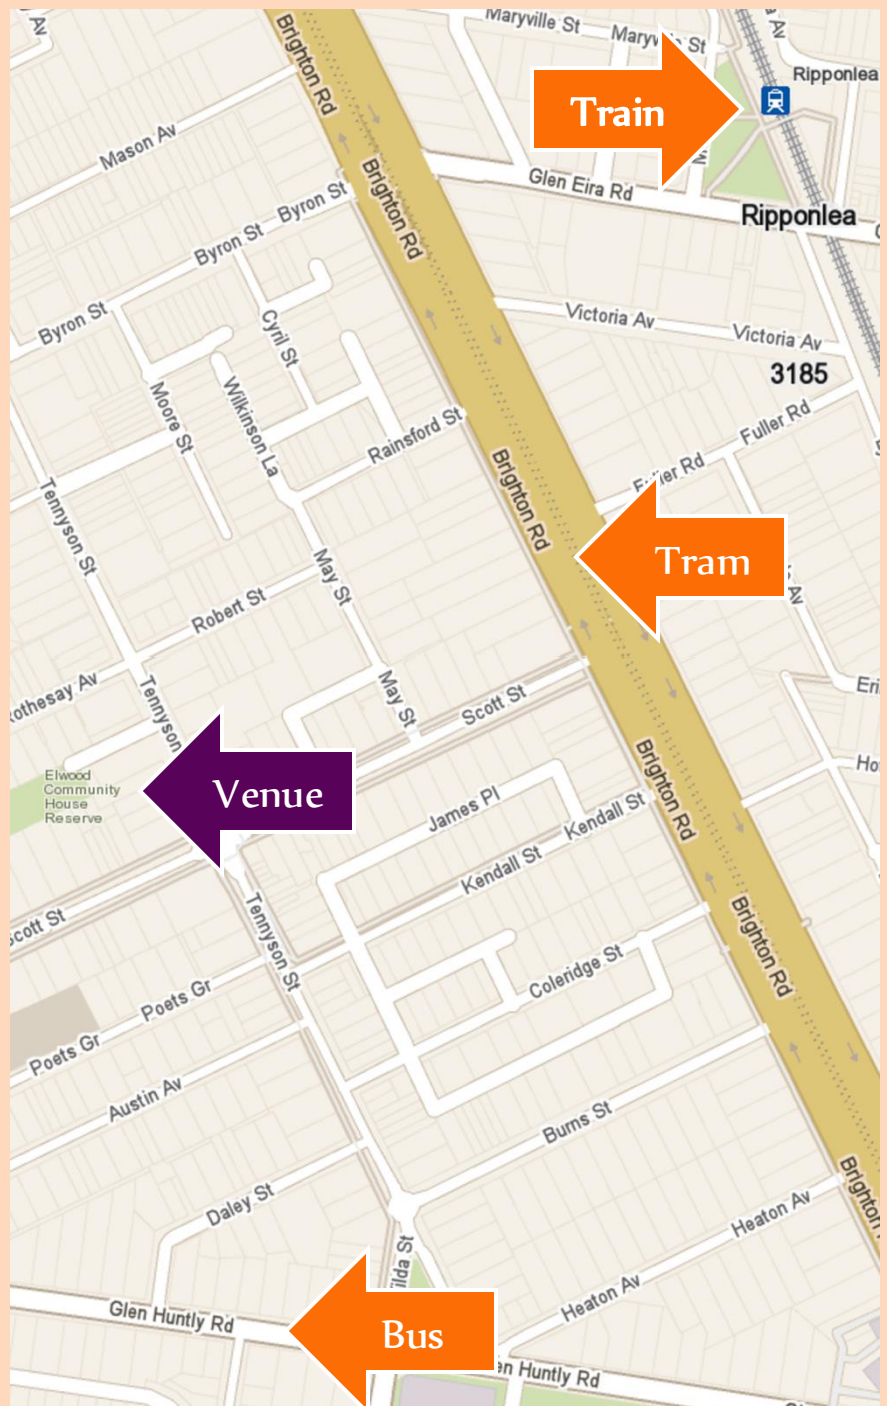 Av
Brighton Rd
Maryville St
Maryville St
Av
Ripponlea
Train
Mason Av
Glen Eira Rd
Ripponlea
Byron St
Byron St
Brighton Rd
Byron St
Victoria Av
Victoria Av
3185
Cyril St
Moore St
Wilkinson La
Rainsford St
Fuller Rd
Fuller Rd
Brighton Rd
Tennyson St
Tram
Av
May St
Robert St
May St
Tennyson
Scott St
Elwood
Community
House
Reserve
Venue
Brighton Rd
James Pl
Kendall St
Kendall St
Scott St
Tennyson St
Brighton Rd
Coleridge St
Poets Gr
Poets Gr
Austin Av
Burns St
Daley St
Brighton
Heaton Av
Heaton Av
Glen Huntly Rd
Bus
Huntly Rd